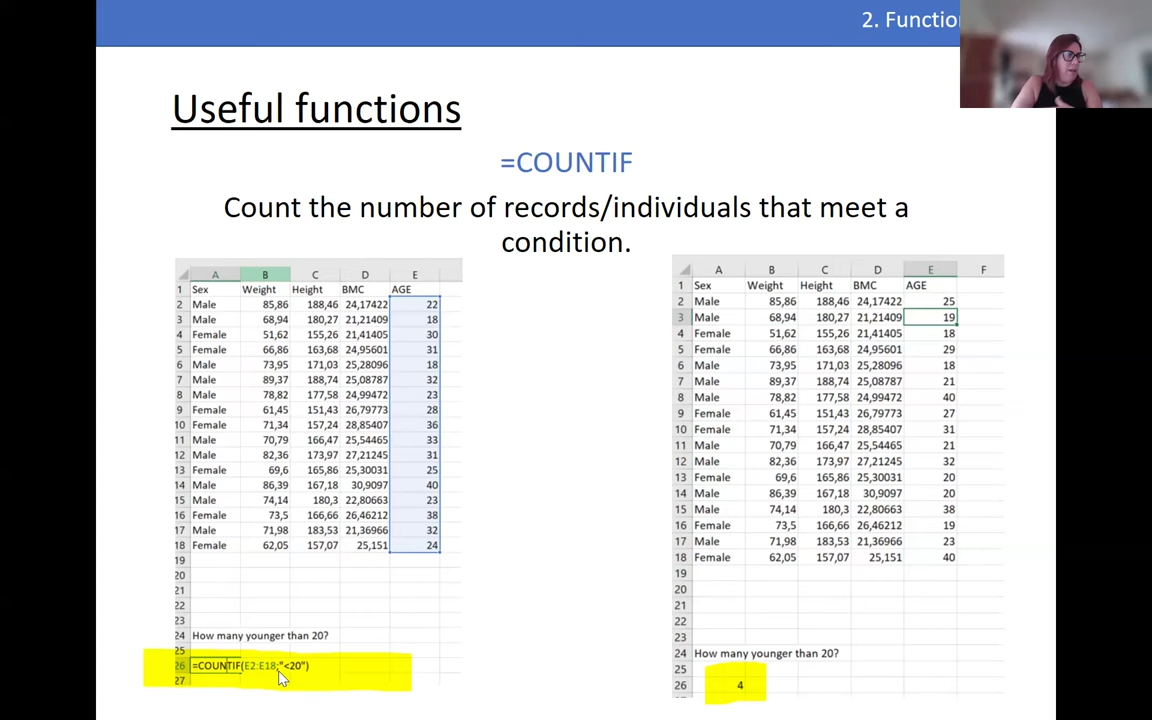 2. Functio
Useful functions
=COUNTIF
Count the number of records/individuals that meet a
condition.
A B C D E
1 Sex Weight Height BMC AGE
2 Male 85,86 188,46 24,17422 22
3 Male 68,94 180,27 21,21409 18
4 Female 51,62 155,26 21,41405 30
5 Female 66,86 163,68 24,95601 31
6 Male 73,95 171,03 25,28096 18
7 Male 89,37 188,74 25,08787 32
8 Male 78,82 177,58 24,99472 23
9 Female 61,45 151,43 26,79773 28
10 Female 71,34 157,24 28,85407 36
11 Male 70,79 166,47 25,54465 33
12 Male 82,36 173,97 27,21245 31
13 Female 69,6 165,86 25,30031 25
14 Male 86,39 167,18 30,9097 40
15 Male 74,14 180,3 22,80663 23
16 Female 73,5 166,66 26,46212 38
17 Male 71,98 183,53 21,36966 32
18 Female 62,05 157,07 25,151 24
19
20
21
22
23
24 How many younger than 20?
25
26 =COUNTIF(E2:E18;"<20")
27
A B C D E F
1 Sex Weight Height BMC AGE
2 Male 85,86 188,46 24,17422 25
3 Male 68,94 180,27 21,21409 19
4 Female 51,62 155,26 21,41405 18
5 Female 66,86 163,68 24,95601 29
6 Male 73,95 171,03 25,28096 18
7 Male 89,37 188,74 25,08787 21
8 Male 78,82 177,58 24,99472 40
9 Female 61,45 151,43 26,79773 27
10 Female 71,34 157,24 28,85407 31
11 Male 70,79 166,47 25,54465 21
12 Male 82,36 173,97 27,21245 32
13 Female 69,6 165,86 25,30031 20
14 Male 86,39 167,18 30,9097 20
15 Male 74,14 180,3 22,80663 38
16 Female 73,5 166,66 26,46212 19
17 Male 71,98 183,53 21,36966 23
18 Female 62,05 157,07 25,151 40
19
20
21
22
23
24 How many younger than 20?
25
26 4